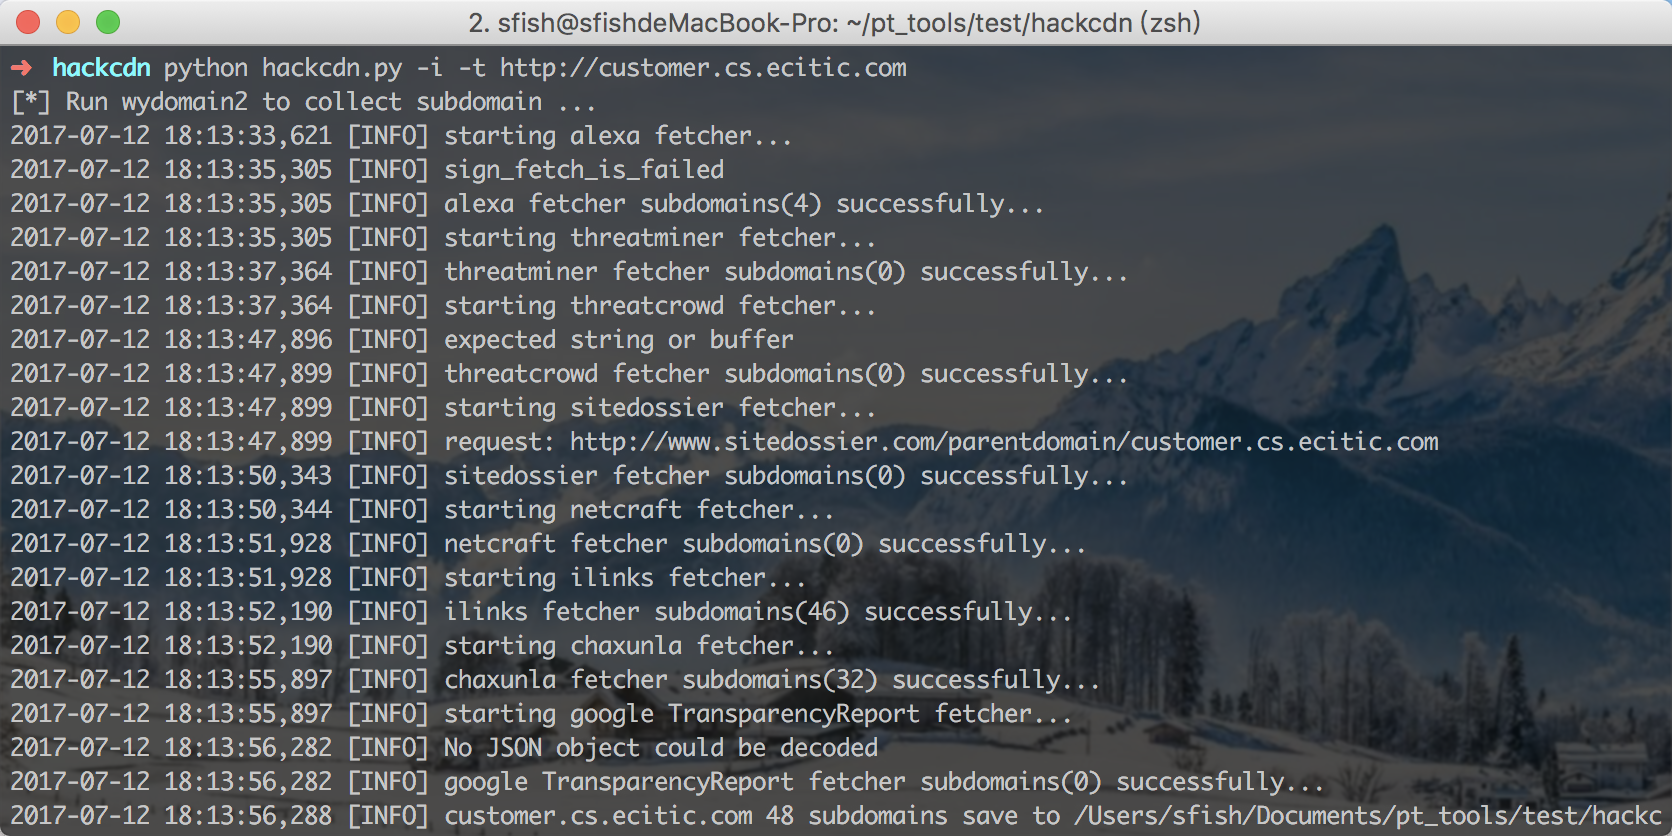 2. sfish@sfishdeMacBook-Pro: ~/pt_tools/test/hackcdn (zsh)
➜ hackcdn python hackcdn.py -i -t http://customer.cs.ecitic.com
[*] Run wydomain2 to collect subdomain ...
2017-07-12 18:13:33,621 [INFO] starting alexa fetcher...
2017-07-12 18:13:35,305 [INFO] sign_fetch_is_failed
2017-07-12 18:13:35,305 [INFO] alexa fetcher subdomains(4) successfully...
2017-07-12 18:13:35,305 [INFO] starting threatminer fetcher...
2017-07-12 18:13:37,364 [INFO] threatminer fetcher subdomains(0) successfully...
2017-07-12 18:13:37,364 [INFO] starting threatcrowd fetcher...
2017-07-12 18:13:47,896 [INFO] expected string or buffer
2017-07-12 18:13:47,899 [INFO] threatcrowd fetcher subdomains(0) successfully...
2017-07-12 18:13:47,899 [INFO] starting sitedossier fetcher...
2017-07-12 18:13:47,899 [INFO] request: http://www.sitedossier.com/parentdomain/customer.cs.ecitic.com
2017-07-12 18:13:50,343 [INFO] sitedossier fetcher subdomains(0) successfully...
2017-07-12 18:13:50,344 [INFO] starting netcraft fetcher...
2017-07-12 18:13:51,928 [INFO] netcraft fetcher subdomains(0) successfully...
2017-07-12 18:13:51,928 [INFO] starting ilinks fetcher...
2017-07-12 18:13:52,190 [INFO] ilinks fetcher subdomains(46) successfully...
2017-07-12 18:13:52,190 [INFO] starting chaxunla fetcher...
2017-07-12 18:13:55,897 [INFO] chaxunla fetcher subdomains(32) successfully...
2017-07-12 18:13:55,897 [INFO] starting google TransparencyReport fetcher...
2017-07-12 18:13:56,282 [INFO] No JSON object could be decoded
2017-07-12 18:13:56,282 [INFO] google TransparencyReport fetcher subdomains(0) successfully...
2017-07-12 18:13:56,288 [INFO] customer.cs.ecitic.com 48 subdomains save to /Users/sfish/Documents/pt_tools/test/hackc